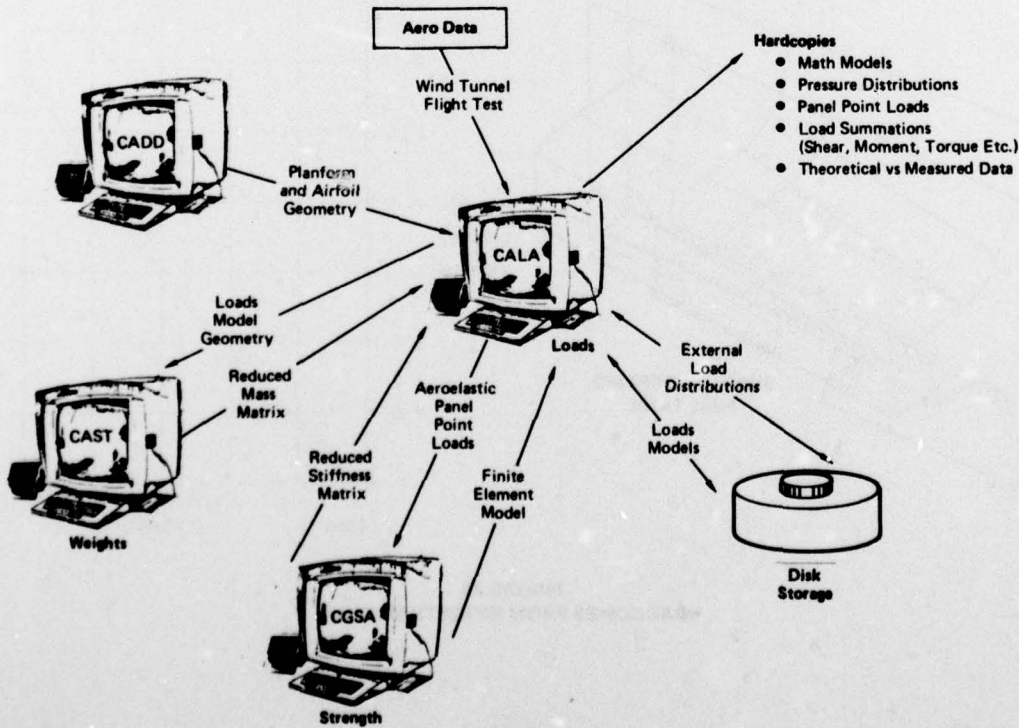 Aero Data
Wind Tunnel
Flight Test
Hardcopies
● Math Models
● Pressure Distributions
● Panel Point Loads
● Load Summations
(Shear, Moment, Torque Etc.)
● Theoretical vs Measured Data
CADD
Planform
and Airfoil
Geometry
CALA
Loads
Loads
Model
Geometry
Reduced
Mass
Matrix
CAST
Weights
Reduced
Stiffness
Matrix
Aeroelastic
Panel
Point
Loads
Finite
Element
Model
External
Load
Distributions
Loads
Models
Disk
Storage
CGSA
Strength